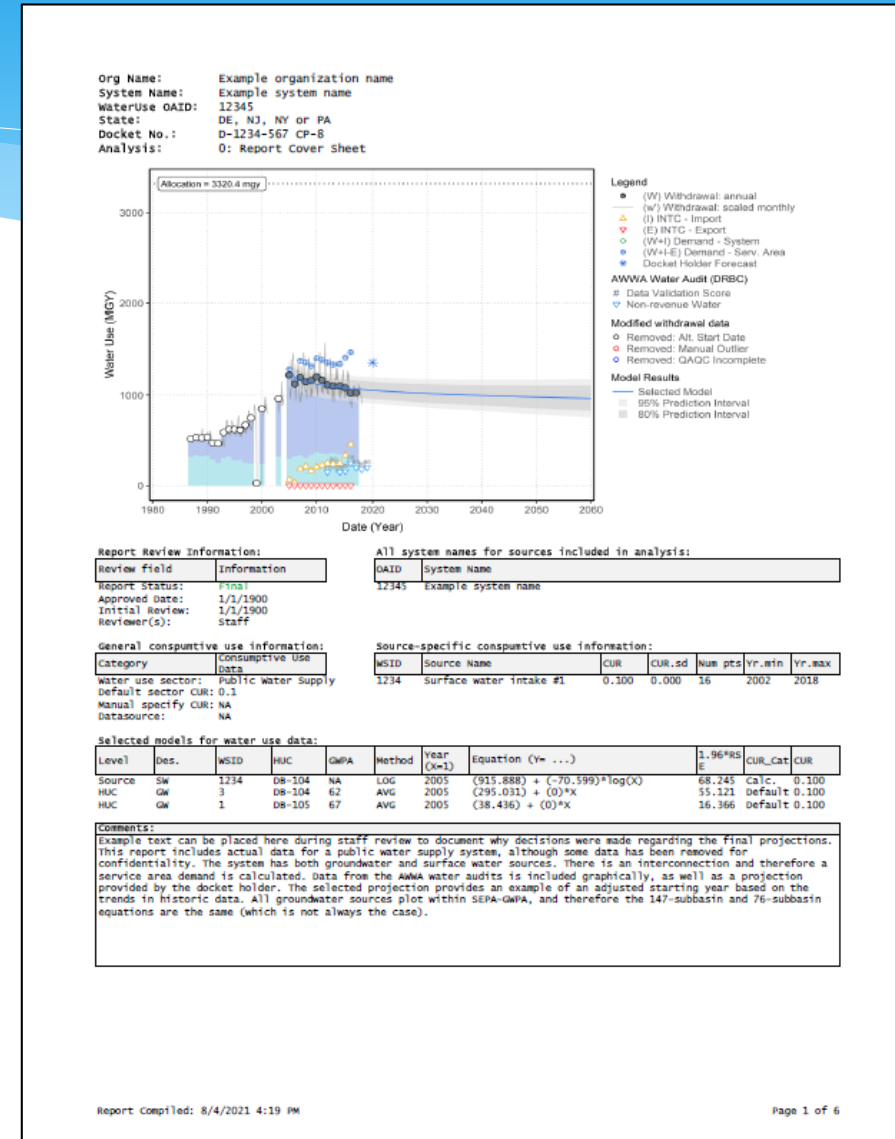 Org Name: Example organization name
System Name: Example system name
WaterUse OAID: 12345
State: DE, NJ, NY or PA
Docket No.: D-1234-567 CP-8
Analysis: 0: Report Cover Sheet
Allocation = 3320.4 mgy
3000
2000
1000
0
Water Use (MGY)
1980 1990 2000 2010 2020 2030 2040 2050 2060
Date (Year)
Legend
(W) Withdrawal: annual
(w') Withdrawal: scaled monthly
(I) INTC - Import
(E) INTC - Export
(W+I) Demand - System
(W+I-E) Demand - Serv. Area
Docket Holder Forecast
AWWA Water Audit (DRBC)
# Data Validation Score
Non-revenue Water
Modified withdrawal data
Removed: Alt. Start Date
Removed: Manual Outlier
Removed: QAQC Incomplete
Model Results
Selected Model
95% Prediction Interval
80% Prediction Interval
Report Review Information:
Review field Information
Report Status: Final
Approved Date: 1/1/1900
Initial Review: 1/1/1900
Reviewer(s): Staff
All system names for sources included in analysis:
OAID System Name
12345 Example system name
General conspumtive use information:
Category Consumptive Use Data
Water use sector: Public Water Supply
Default sector CUR: 0.1
Manual specify CUR: NA
Datasource: NA
Source-specific conspumtive use information:
WSID Source Name CUR CUR.sd Num pts Yr.min Yr.max
1234 Surface water intake #1 0.100 0.000 16 2002 2018
Selected models for water use data:
Level Des. WSID HUC GWPA Method Year (X=1) Equation (Y= ...) 1.96*RSE CUR_Cat CUR
Source SW 1234 DB-104 NA LOG 2005 (915.888) + (-70.599)*log(X) 68.245 Calc. 0.100
HUC GW 3 DB-104 62 AVG 2005 (295.031) + (0)*X 55.121 Default 0.100
HUC GW 1 DB-105 67 AVG 2005 (38.436) + (0)*X 16.366 Default 0.100
Comments:
Example text can be placed here during staff review to document why decisions were made regarding the final projections.
This report includes actual data for a public water supply system, although some data has been removed for
confidentiality. The system has both groundwater and surface water sources. There is an interconnection and therefore a
service area demand is calculated. Data from the AWWA water audits is included graphically, as well as a projection
provided by the docket holder. The selected projection provides an example of an adjusted starting year based on the
trends in historic data. All groundwater sources plot within SEPA-GWPA, and therefore the 147-subbasin and 76-subbasin
equations are the same (which is not always the case).
Report Compiled: 8/4/2021 4:19 PM
Page 1 of 6